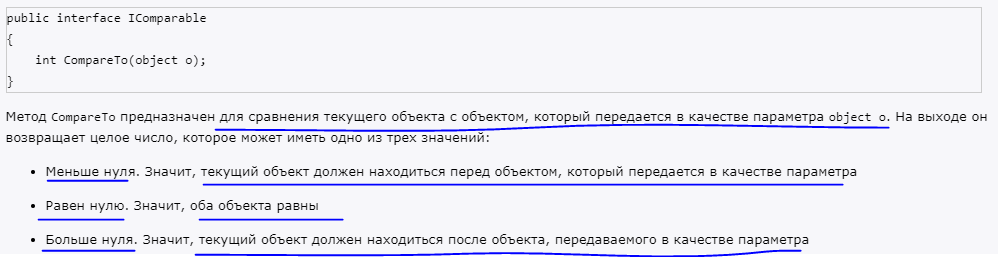 public interface IComparable
{
    int CompareTo(object o);
}
Метод CompareTo предназначен для сравнения текущего объекта с объектом, который передается в качестве параметра object o. На выходе он
возвращает целое число, которое может иметь одно из трех значений:
• Меньше нуля. Значит, текущий объект должен находиться перед объектом, который передается в качестве параметра
• Равен нулю. Значит, оба объекта равны
• Больше нуля. Значит, текущий объект должен находиться после объекта, передаваемого в качестве параметра